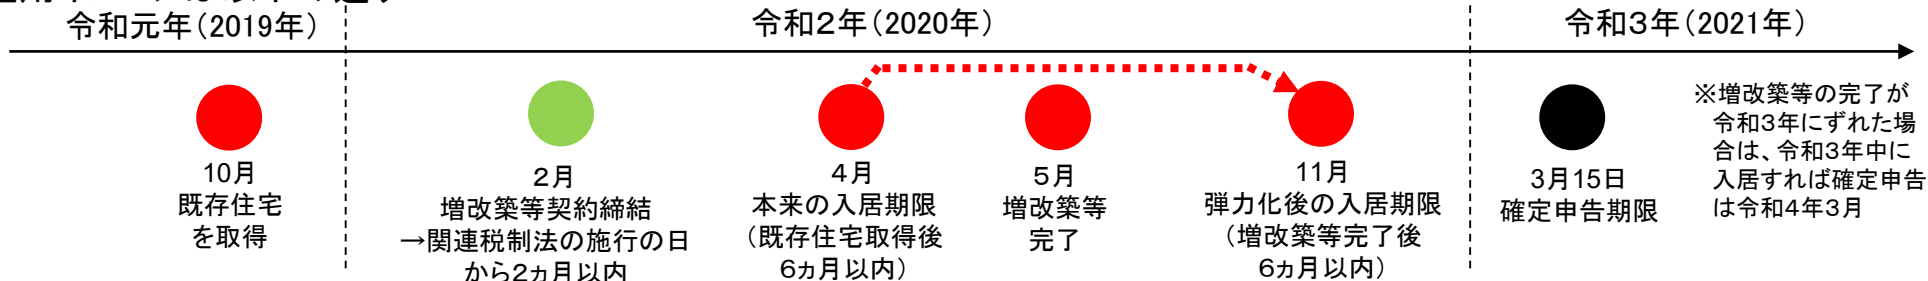 令和元年（2019年）
令和２年（2020年）
令和３年（2021年）
10月
既存住宅
を取得
２月
増改築等契約締結
→関連税制法の施行の日
から２ヵ月以内
４月
本来の入居期限
（既存住宅取得後
６ヵ月以内）
５月
増改築等
完了
11月
弾力化後の入居期限
（増改築等完了後
６ヵ月以内）
3月15日
確定申告期限
※増改築等の完了が
令和３年にずれた場
合は、令和３年中に
入居すれば確定申告
は令和４年３月